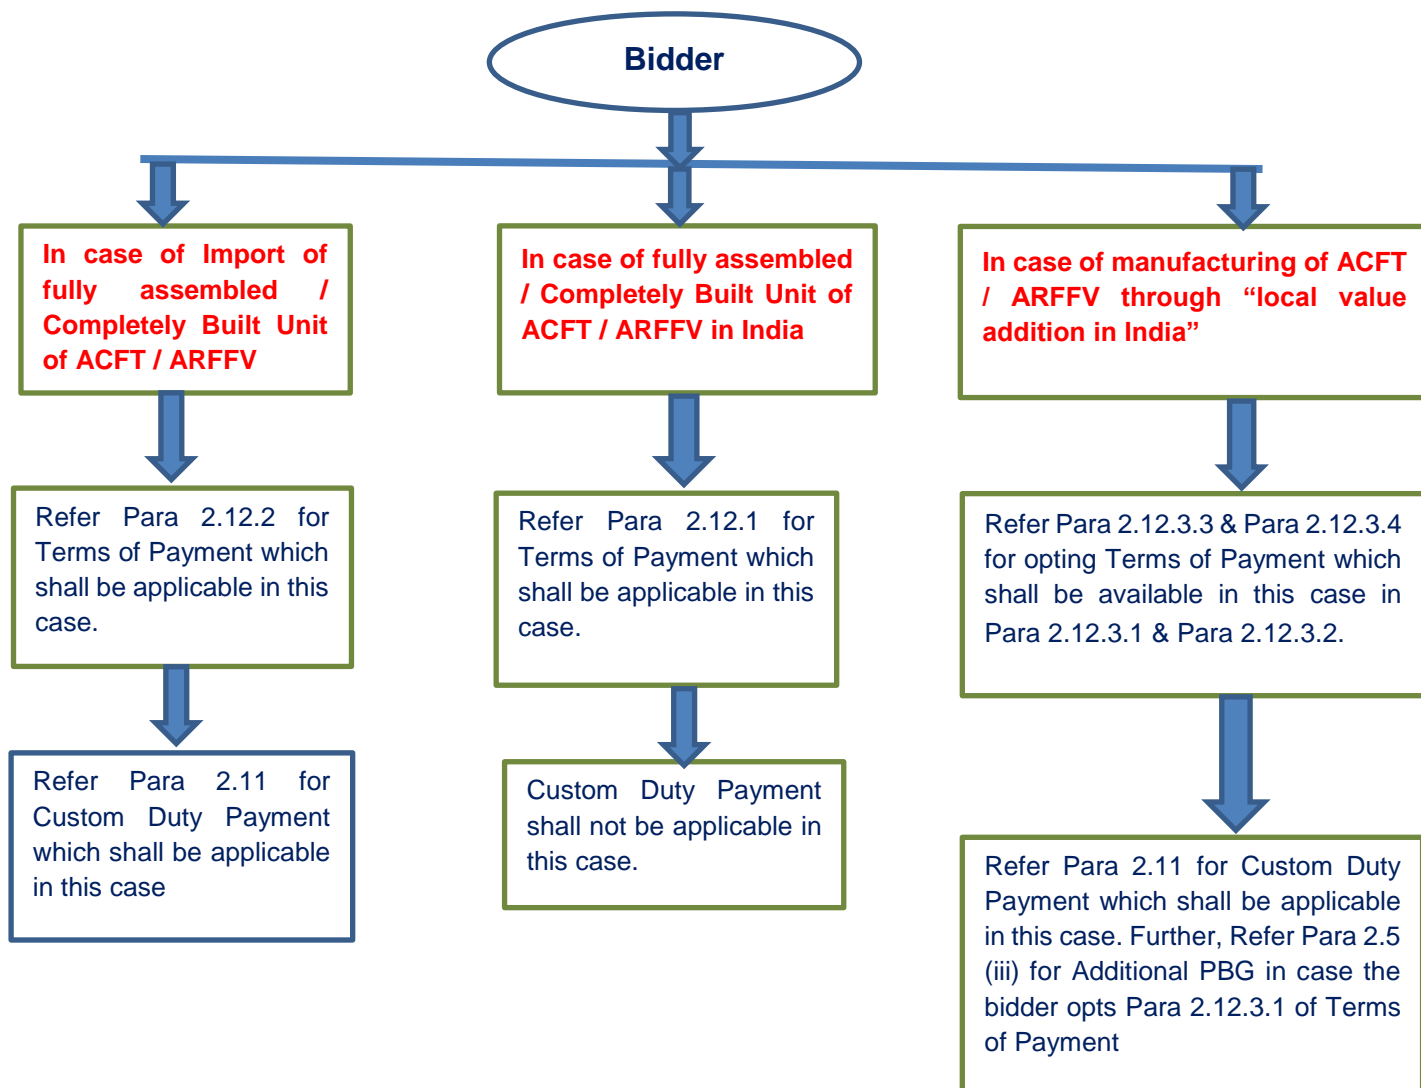 Bidder
In case of Import of
fully assembled /
Completely Built Unit
of ACFT / ARFFV
In case of fully assembled
/ Completely Built Unit of
ACFT / ARFFV in India
In case of manufacturing of ACFT
/ ARFFV through “local value
addition in India”
Refer Para 2.12.2 for
Terms of Payment which
shall be applicable in this
case.
Refer Para 2.12.1 for
Terms of Payment which
shall be applicable in this
case.
Refer Para 2.12.3.3 & Para 2.12.3.4
for opting Terms of Payment which
shall be available in this case in
Para 2.12.3.1 & Para 2.12.3.2.
Refer Para 2.11 for
Custom Duty Payment
which shall be applicable
in this case
Custom Duty Payment
shall not be applicable in
this case.
Refer Para 2.11 for Custom Duty
Payment which shall be applicable
in this case. Further, Refer Para 2.5
(iii) for Additional PBG in case the
bidder opts Para 2.12.3.1 of Terms
of Payment